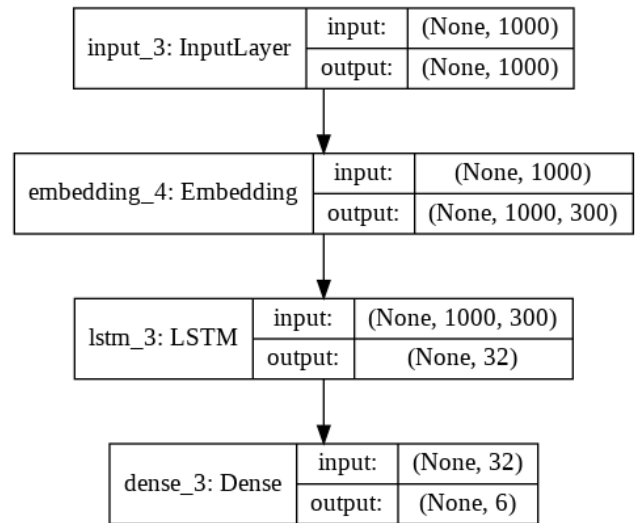 input_3: InputLayer
input: (None, 1000)
output: (None, 1000)
embedding_4: Embedding
input: (None, 1000)
output: (None, 1000, 300)
lstm_3: LSTM
input: (None, 1000, 300)
output: (None, 32)
dense_3: Dense
input: (None, 32)
output: (None, 6)